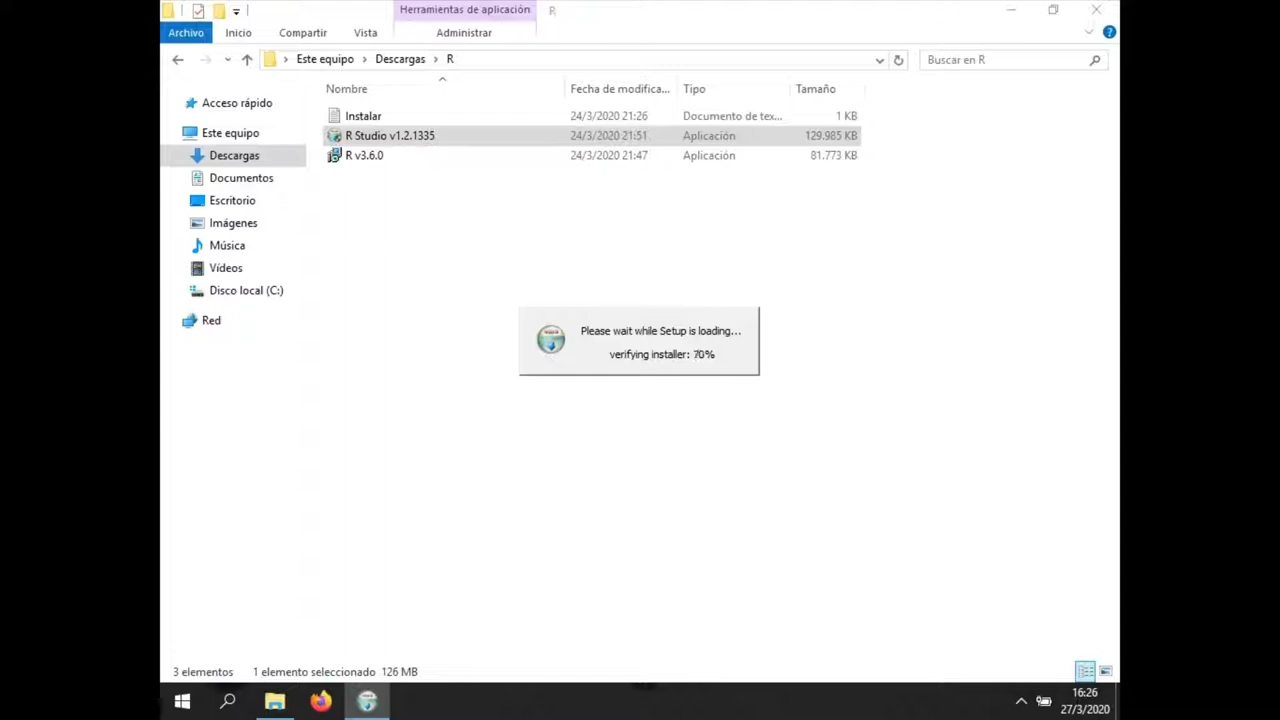 Herramientas de aplicación R
Archivo Inicio Compartir Vista Administrar
Este equipo Descargas R Buscar en R
Nombre Fecha de modifica... Tipo Tamaño
Instalar 24/3/2020 21:26 Documento de tex... 1 KB
R Studio v1.2.1335 24/3/2020 21:51 Aplicación 129.985 KB
R v3.6.0 24/3/2020 21:47 Aplicación 81.773 KB
Acceso rápido
Este equipo
Descargas
Documentos
Escritorio
Imágenes
Música
Vídeos
Disco local (C:)
Red
Please wait while Setup is loading...
verifying installer: 70%
3 elementos 1 elemento seleccionado 126 MB
16:26
27/3/2020